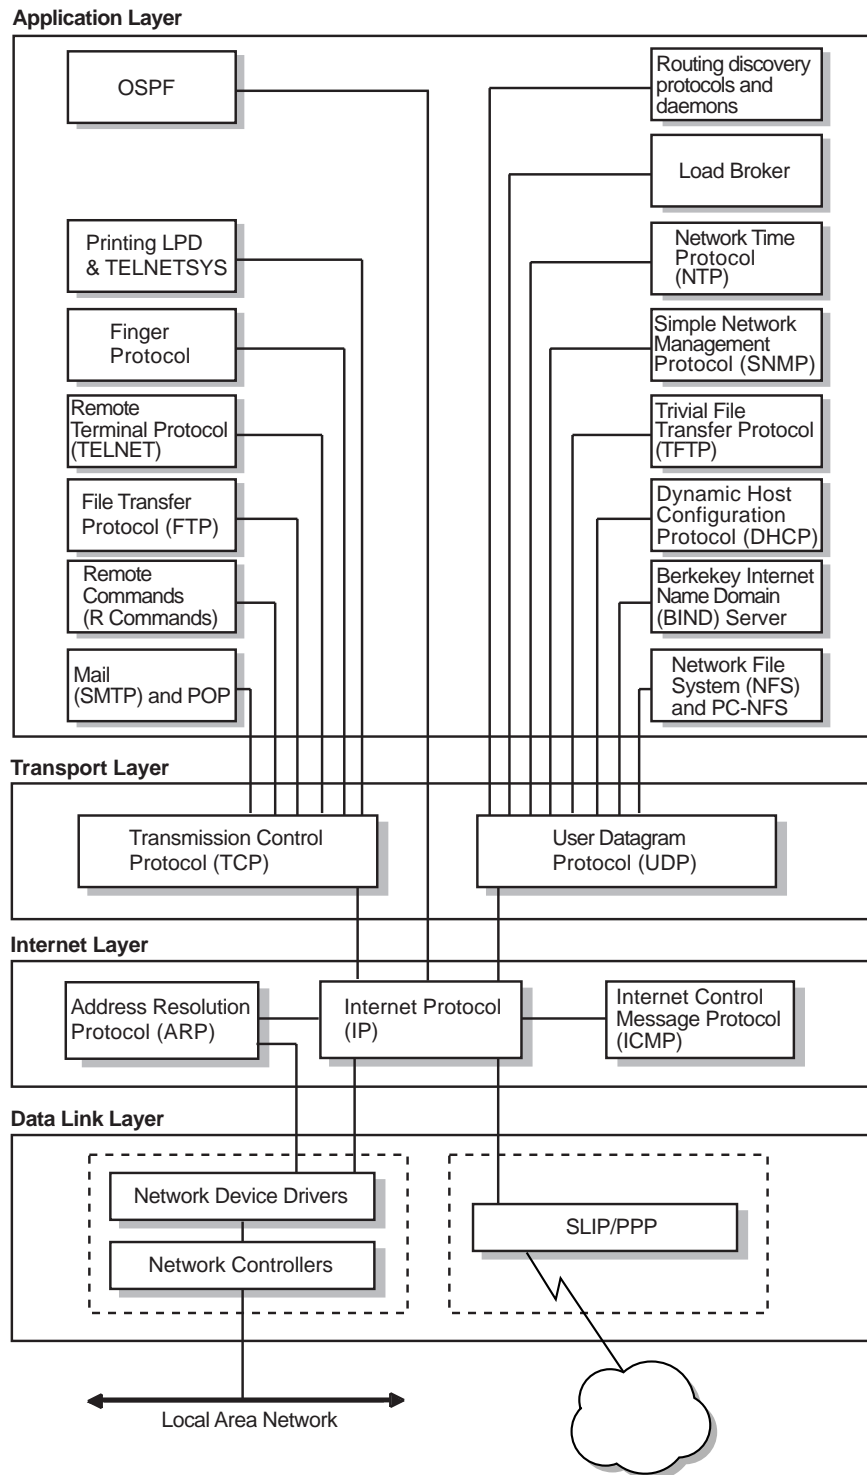 Application Layer
OSPF
Routing discovery
protocols and
daemons
Load Broker
Printing LPD
& TELNETSYS
Network Time
Protocol
(NTP)
Finger
Protocol
Simple Network
Management
Protocol (SNMP)
Remote
Terminal Protocol
(TELNET)
Trivial File
Transfer Protocol
(TFTP)
File Transfer
Protocol (FTP)
Dynamic Host
Configuration
Protocol (DHCP)
Remote
Commands
(R Commands)
Berkekey Internet
Name Domain
(BIND) Server
Mail
(SMTP) and POP
Network File
System (NFS)
and PC-NFS
Transport Layer
Transmission Control
Protocol (TCP)
User Datagram
Protocol (UDP)
Internet Layer
Address Resolution
Protocol (ARP)
Internet Protocol
(IP)
Internet Control
Message Protocol
(ICMP)
Data Link Layer
Network Device Drivers
SLIP/PPP
Network Controllers
Local Area Network